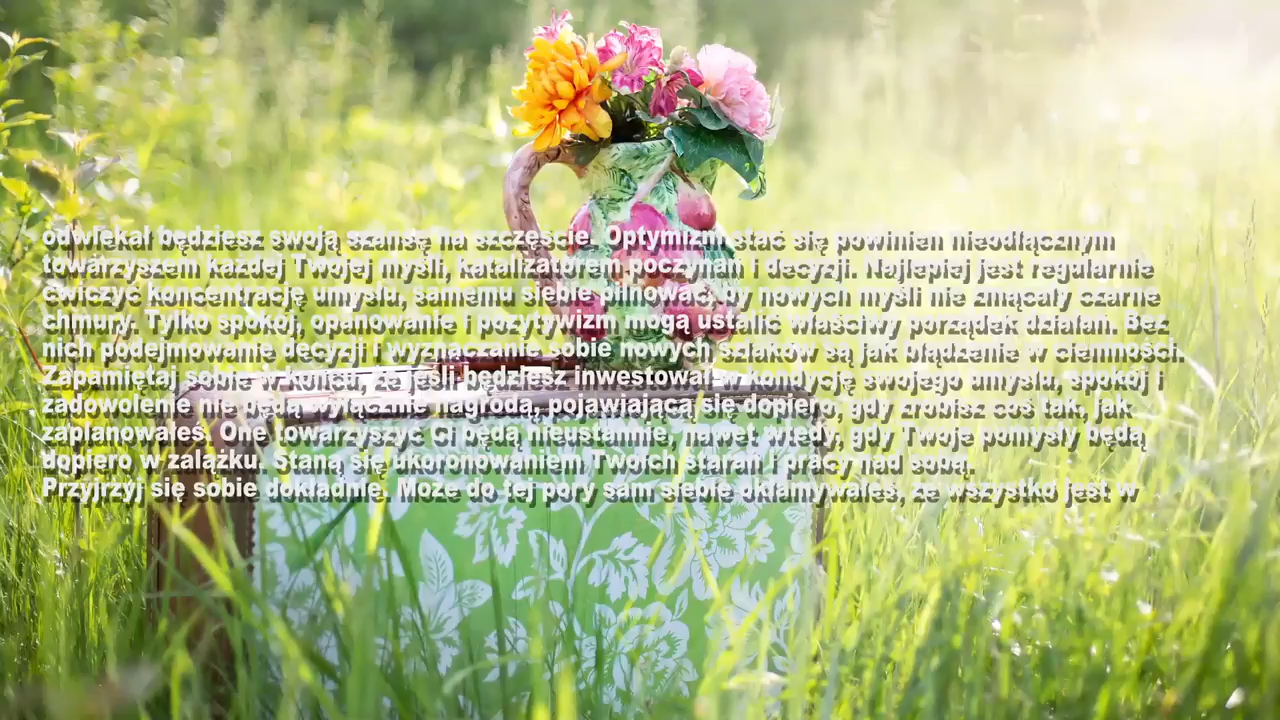 odwlekał będziesz swoją szansę na szczęście. Optymizm stać się powinien nieodłącznym
towarzyszem każdej Twojej myśli, katalizatorem poczynań i decyzji. Najlepiej jest regularnie
ćwiczyć koncentrację umysłu, samemu siebie pilnować, by nowych myśli nie zmącały czarne
chmury. Tylko spokój, opanowanie i pozytywizm mogą ustalić właściwy porządek działań. Bez
nich podejmowanie decyzji i wyznaczanie sobie nowych szlaków są jak błądzenie w ciemności.
Zapamiętaj sobie w końcu, że jeśli będziesz inwestował w kondycję swojego umysłu, spokój i
zadowolenie nie będą wyłącznie nagrodą, pojawiającą się dopiero, gdy zrobisz coś tak, jak
zaplanowałeś. One towarzyszyć Ci będą nieustannie, nawet wtedy, gdy Twoje pomysły będą
dopiero w zalążku. Staną się ukoronowaniem Twoich starań i pracy nad sobą.
Przyjrzyj się sobie dokładnie. Może do tej pory sam siebie okłamywałeś, że wszystko jest w